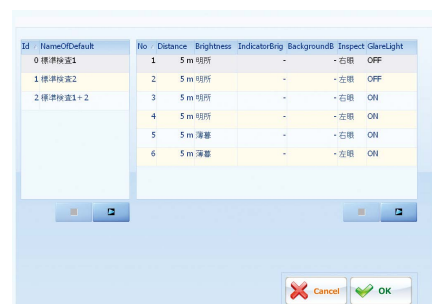 Id NameOfDefault
0 標準検査1
1 標準検査2
2 標準検査1+2
No Distance Brightness IndicatorBrig BackgroundB Inspect GlareLight
1 5 m 明所 - - 右眼 OFF
2 5 m 明所 - - 左眼 OFF
3 5 m 明所 - - 右眼 ON
4 5 m 明所 - - 左眼 ON
5 5 m 薄暮 - - 右眼 ON
6 5 m 薄暮 - - 左眼 ON
Cancel OK